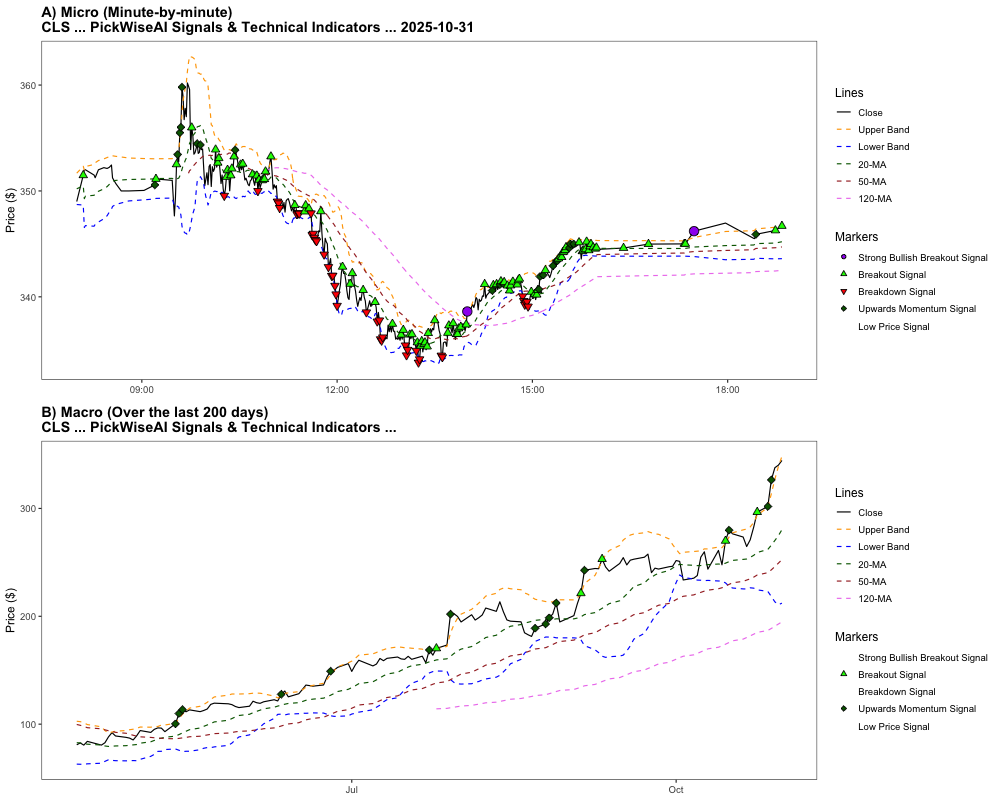 A) Micro (Minute-by-minute)
CLS ... PickWiseAI Signals & Technical Indicators ... 2025-10-31
Price ($)
360
350
340
09:00
12:00
15:00
18:00
Lines
Close
Upper Band
Lower Band
20-MA
50-MA
120-MA
Markers
Strong Bullish Breakout Signal
Breakout Signal
Breakdown Signal
Upwards Momentum Signal
Low Price Signal
B) Macro (Over the last 200 days)
CLS ... PickWiseAI Signals & Technical Indicators ...
Price ($)
300
200
100
Jul
Oct
Lines
Close
Upper Band
Lower Band
20-MA
50-MA
120-MA
Markers
Strong Bullish Breakout Signal
Breakout Signal
Breakdown Signal
Upwards Momentum Signal
Low Price Signal